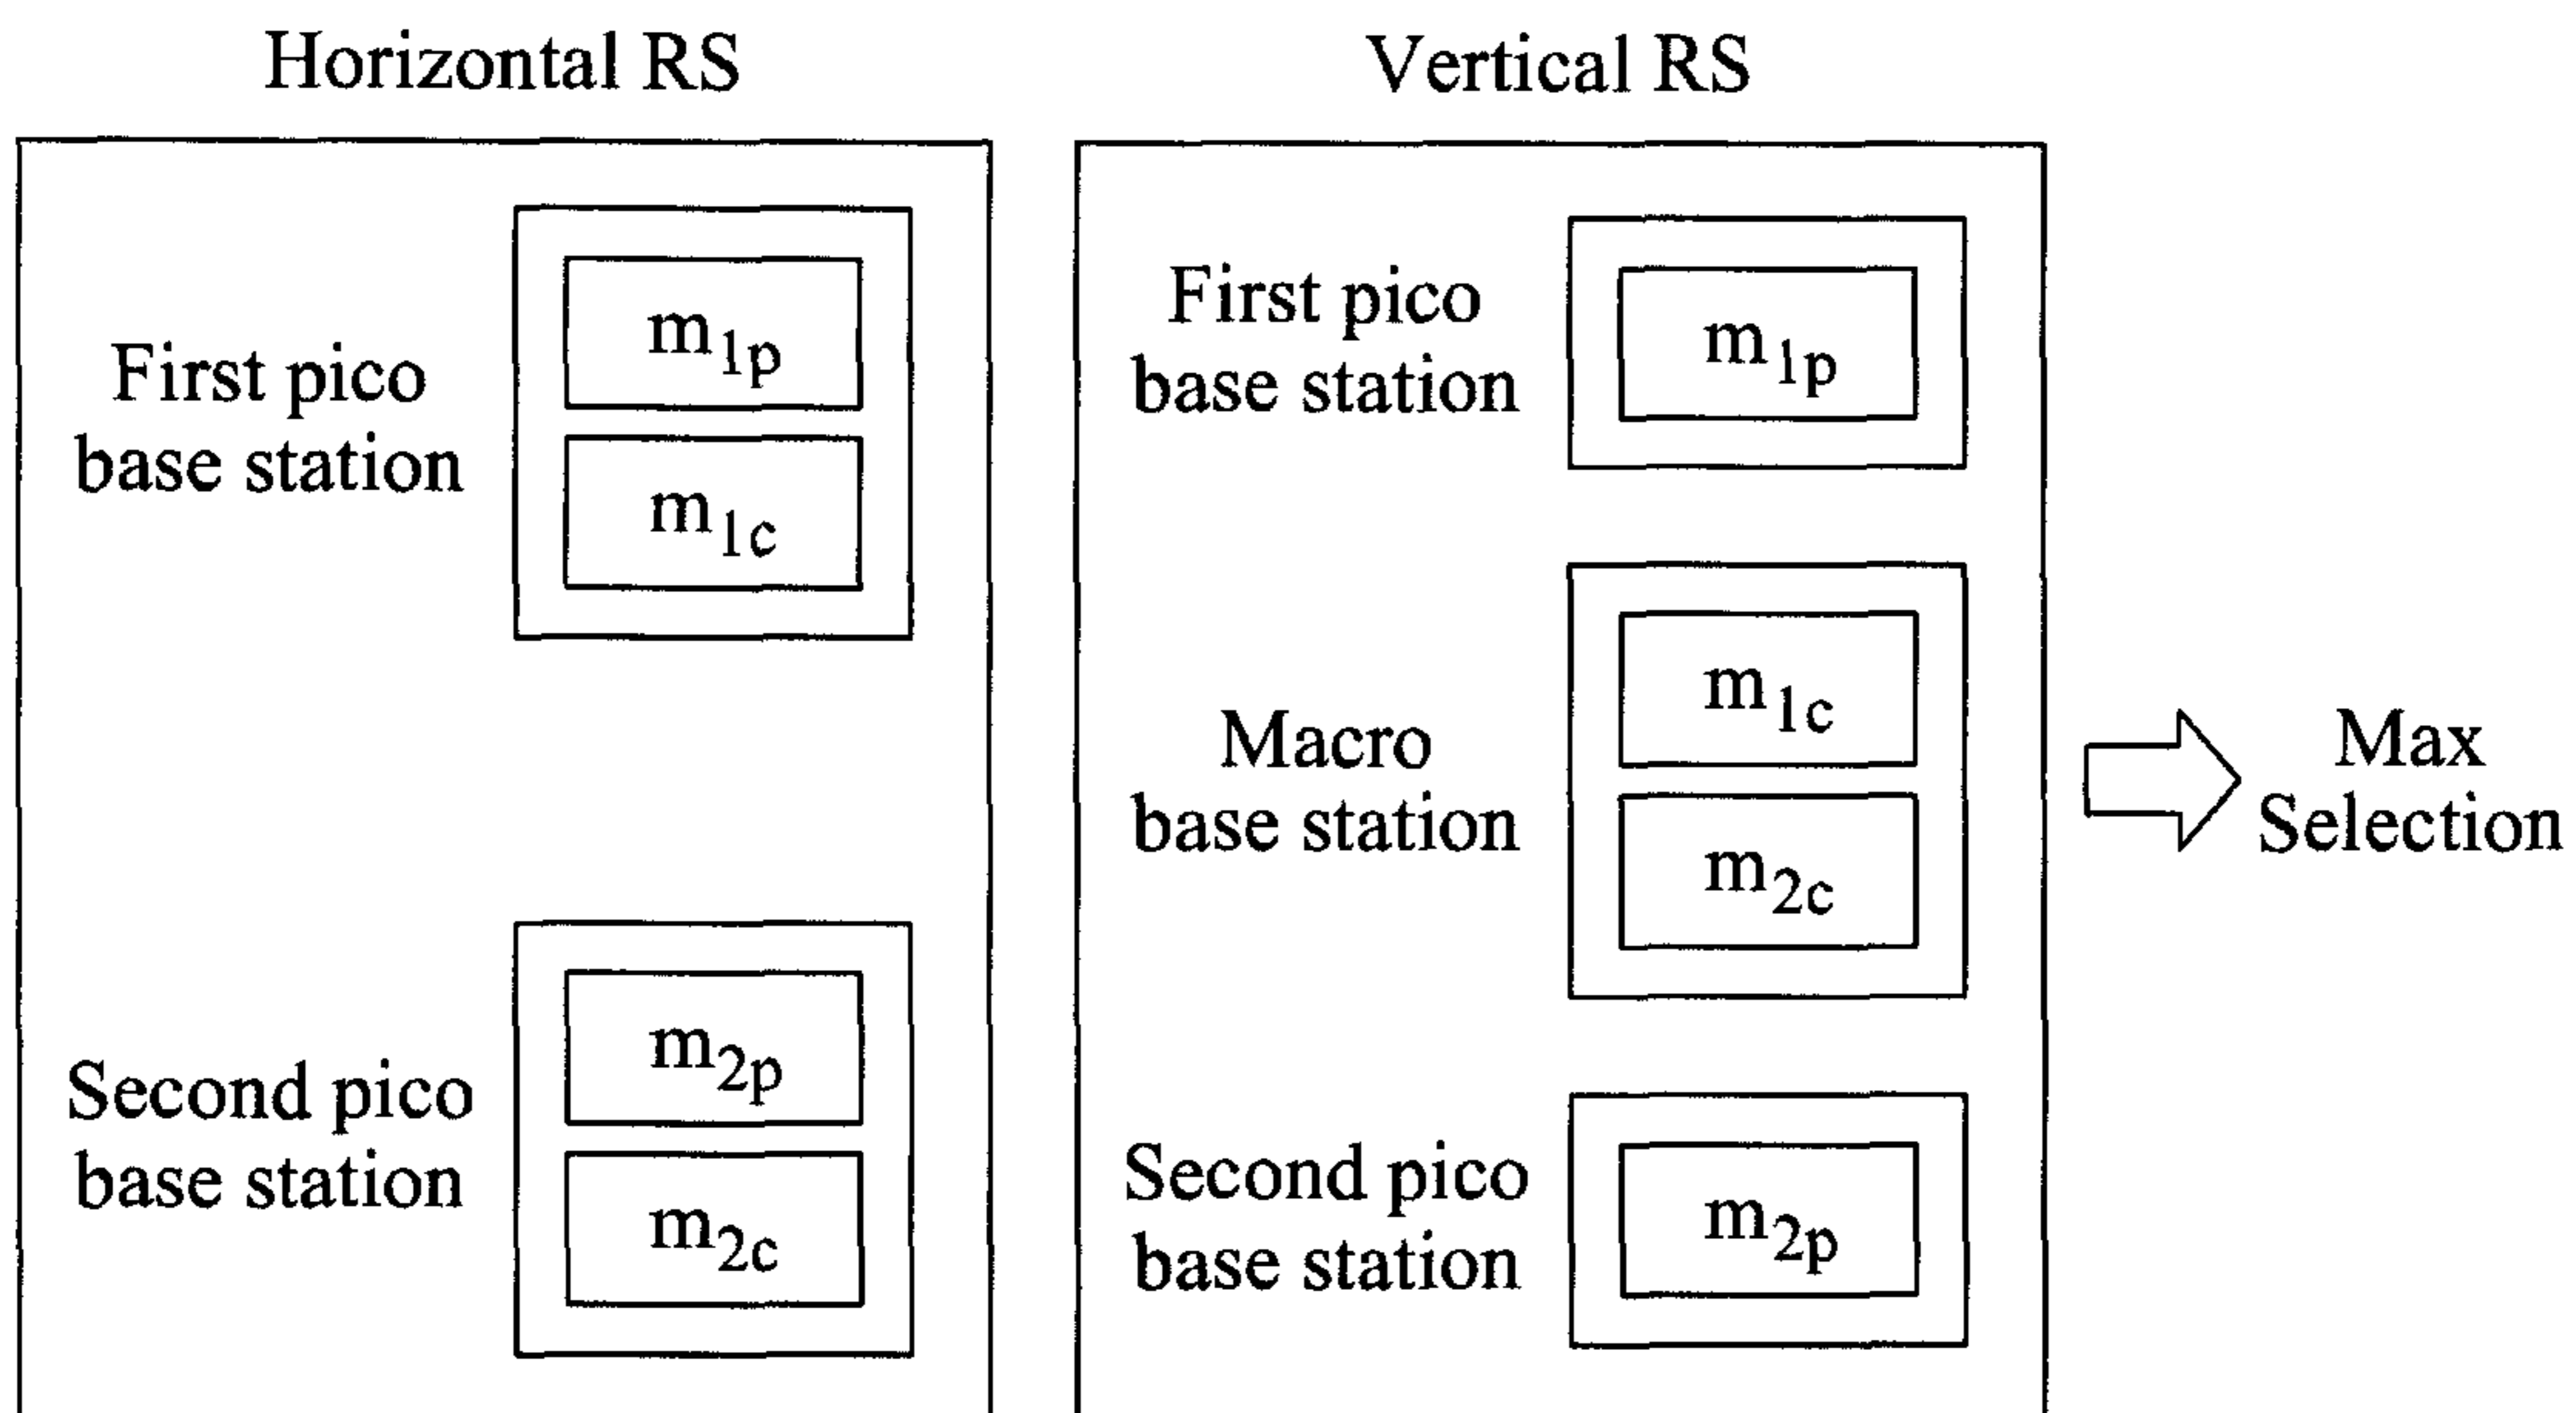 Horizontal RS
First pico
base station
m1p
m1c
Second pico
base station
m2p
m2c
Vertical RS
First pico
base station
m1p
Macro
base station
m1c
m2c
Second pico
base station
m2p
Max
Selection